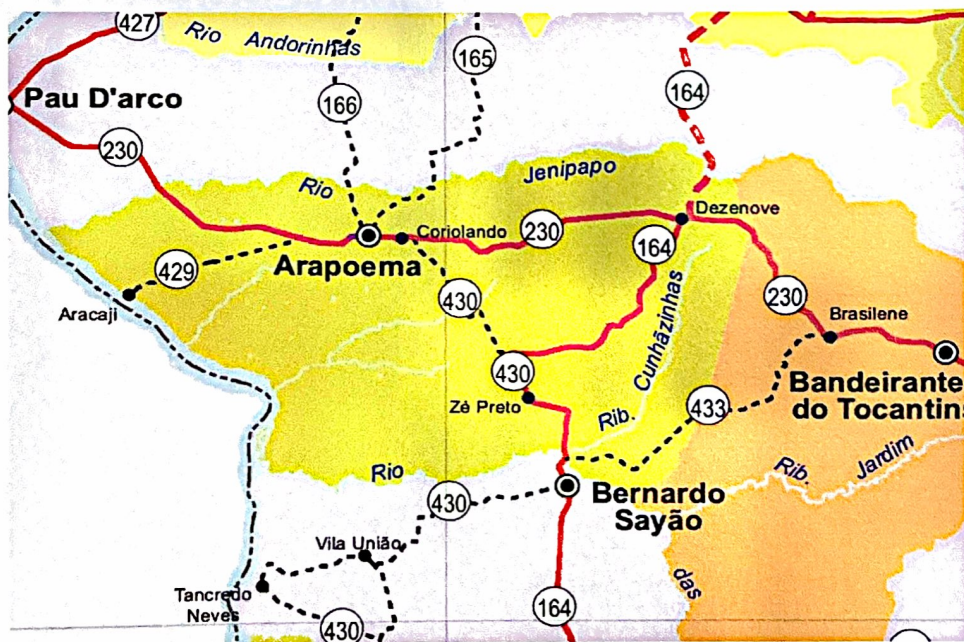 427
Rio Andorinhas
165
166
164
Pau D'arco
230
Rio
Jenipapo
Dezenove
Coriolando
230
164
Arapoema
429
430
230
Aracaji
Brasilene
Cunhãzinhas
430
Bandeirante
do Tocantins
Zé Preto
433
Rib.
Rio
Jardim
Rib.
430
Bernardo
Sayão
Vila União
das
Tancredo
Neves
164
430